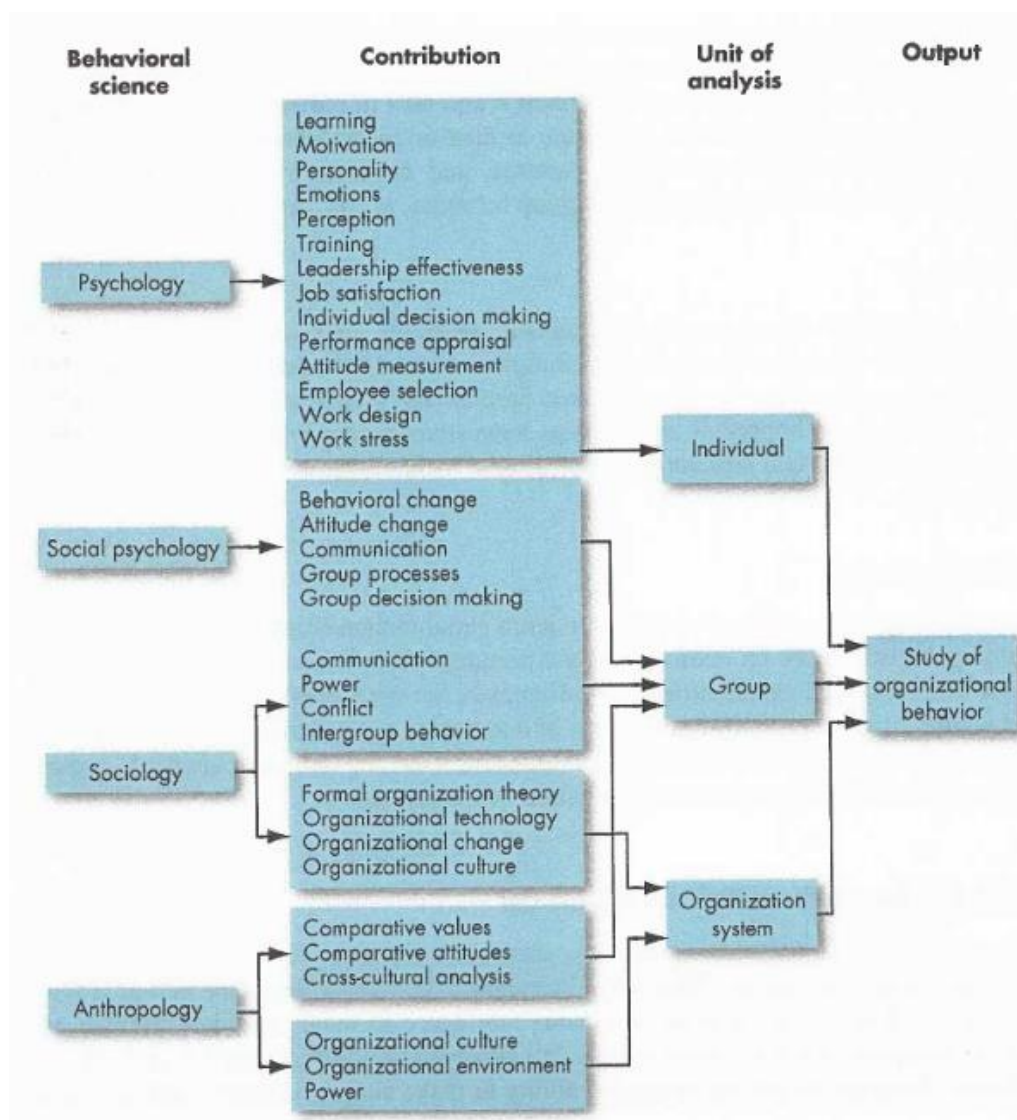 Behavioral
science
Contribution
Unit of
analysis
Output
Psychology
Learning
Motivation
Personality
Emotions
Perception
Training
Leadership effectiveness
Job satisfaction
Individual decision making
Performance appraisal
Attitude measurement
Employee selection
Work design
Work stress
Individual
Social psychology
Behavioral change
Attitude change
Communication
Group processes
Group decision making
Communication
Power
Conflict
Intergroup behavior
Group
Study of
organizational
behavior
Sociology
Formal organization theory
Organizational technology
Organizational change
Organizational culture
Organization
system
Anthropology
Comparative values
Comparative attitudes
Cross-cultural analysis
Organizational culture
Organizational environment
Power